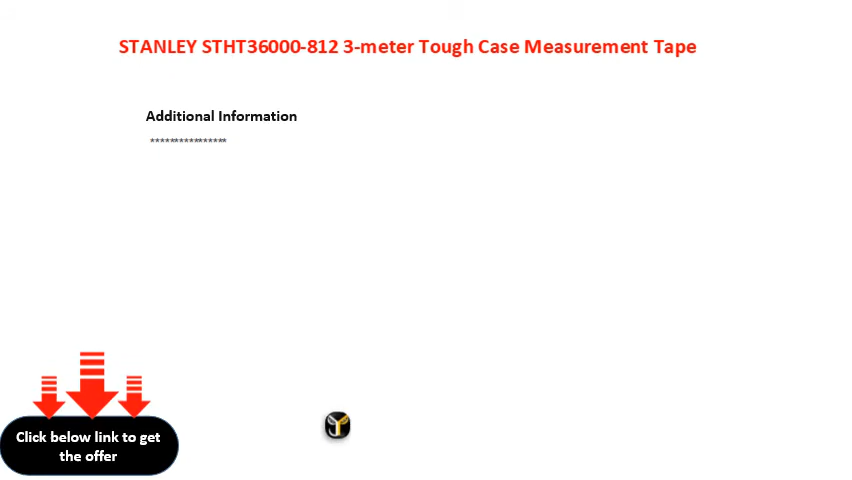 STANLEY STHT36000-812 3-meter Tough Case Measurement Tape
Additional Information
****************
Click below link to get
the offer